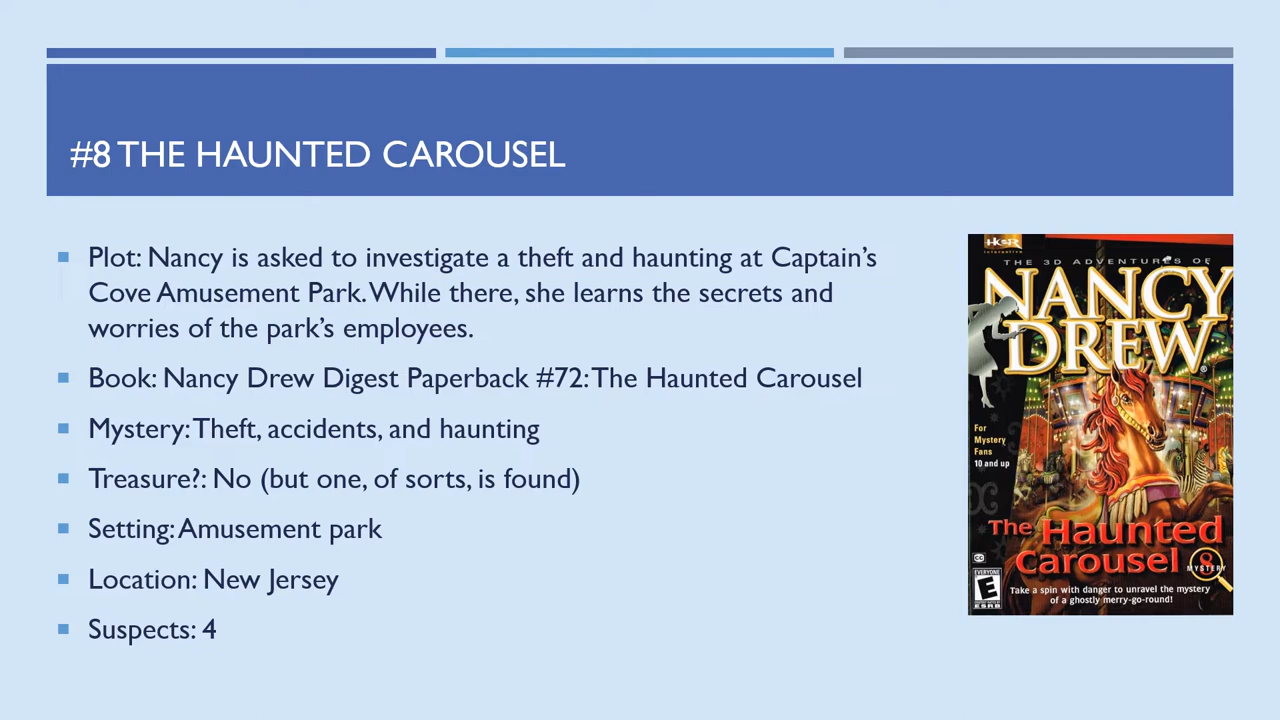 #8 THE HAUNTED CAROUSEL
Plot: Nancy is asked to investigate a theft and haunting at Captain's
Cove Amusement Park. While there, she learns the secrets and
worries of the park's employees.
Book: Nancy Drew Digest Paperback #72: The Haunted Carousel
Mystery: Theft, accidents, and haunting
Treasure?: No (but one, of sorts, is found)
Setting: Amusement park
Location: New Jersey
Suspects: 4
HER
interactive
THE 3D ADVENTURES OF
NANCY
DREW®
For
Mystery
Fans
10 and up
The Haunted
Carousel
8
MYSTERY
CC
EVERYONE
E
ESRB
Take a spin with danger to unravel the mystery
of a ghostly merry-go-round!